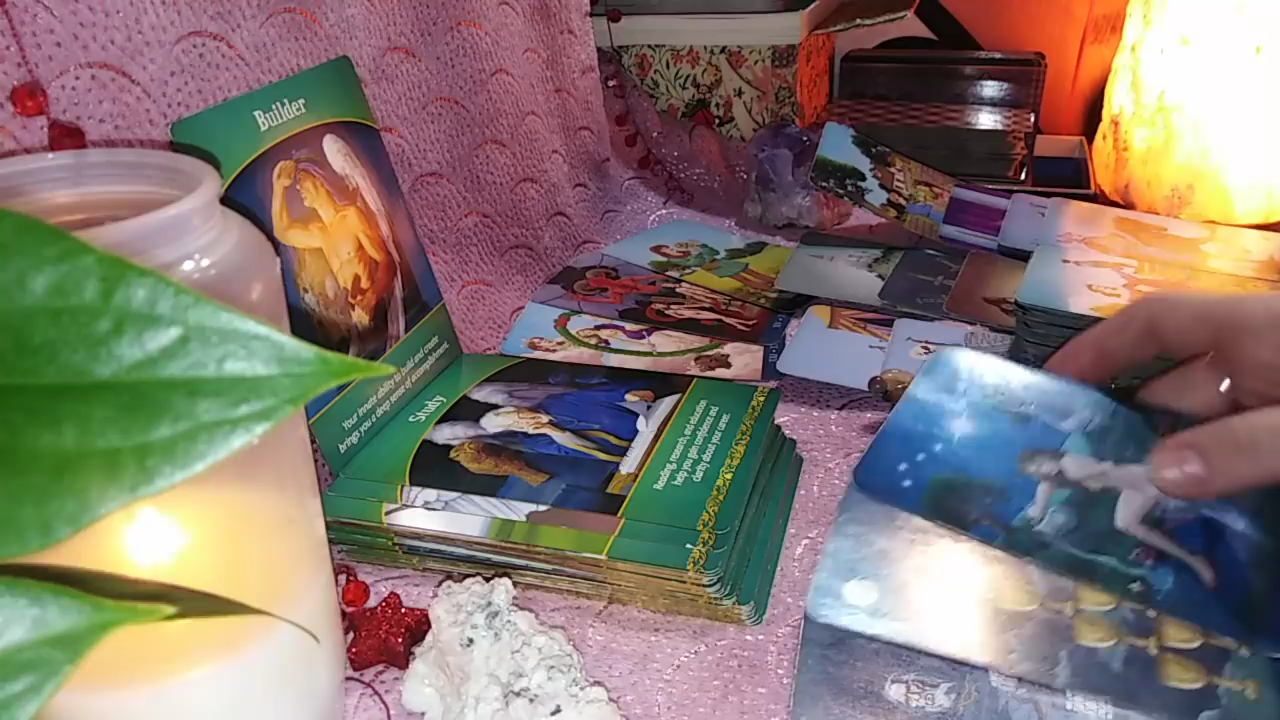 Builder
Your innate ability to build and create
brings you a deep sense of accomplishment.
Study
Reading, research, and education
help you gain confidence and
clarity about your career.